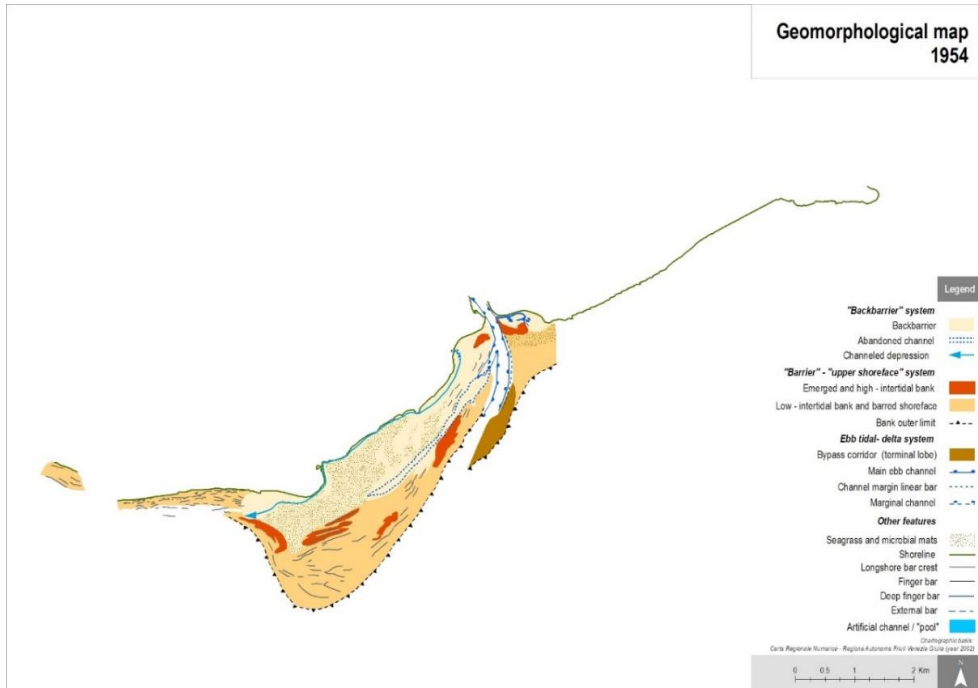 Geomorphological map
1954
Legend
"Backbarrier" system
Backbarrier
Abandoned channel
Channeled depression
"Barrier" - "upper shoreface" system
Emerged and high - intertidal bank
Low - intertidal bank and barred shoreface
Bank outer limit
Ebb tidal- delta system
Bypass corridor (terminal lobe)
Main ebb channel
Channel margin linear bar
Marginal channel
Other features
Seagrass and microbial mats
Shoreline
Longshore bar crest
Finger bar
Deep finger bar
External bar
Artificial channel / "pool"
Chartographic basis:
Carta Regionale Numerica - Regione Autonoma Friuli Venezia Giulia (year 2002)
0 0.5 1 2 Km
N